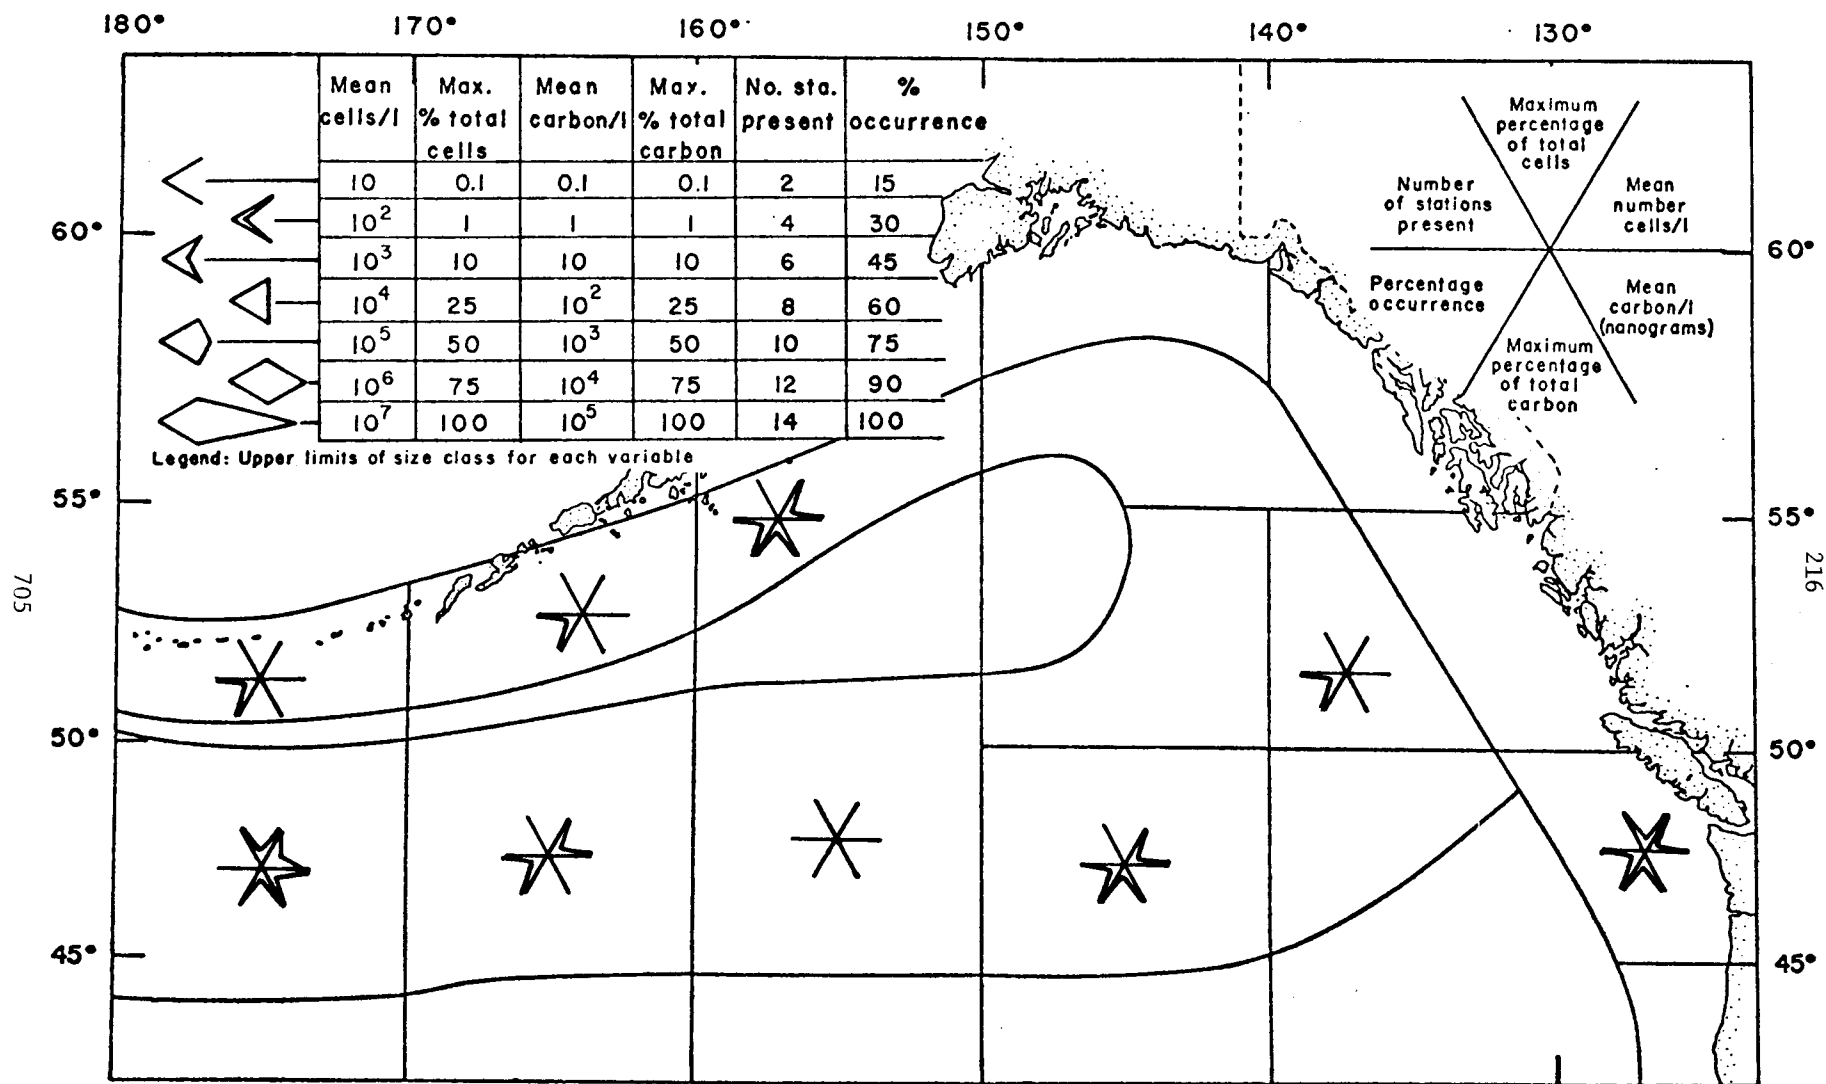 180° 170° 160° 150° 140° 130°
Mean cells/l Max. % total cells Mean carbon/l Max. % total carbon No. sta. present % occurrence
10 0.1 0.1 0.1 2 15
10² 1 1 1 4 30
10³ 10 10 10 6 45
10⁴ 25 10² 25 8 60
10⁵ 50 10³ 50 10 75
10⁶ 75 10⁴ 75 12 90
10⁷ 100 10⁵ 100 14 100
Legend: Upper limits of size class for each variable
Maximum
percentage
of total
cells
Number
of stations
present
Mean
number
cells/l
Percentage
occurrence
Mean
carbon/l
(nanograms)
Maximum
percentage
of total
carbon
60° 60°
55° 55°
50° 50°
45° 45°
705
216